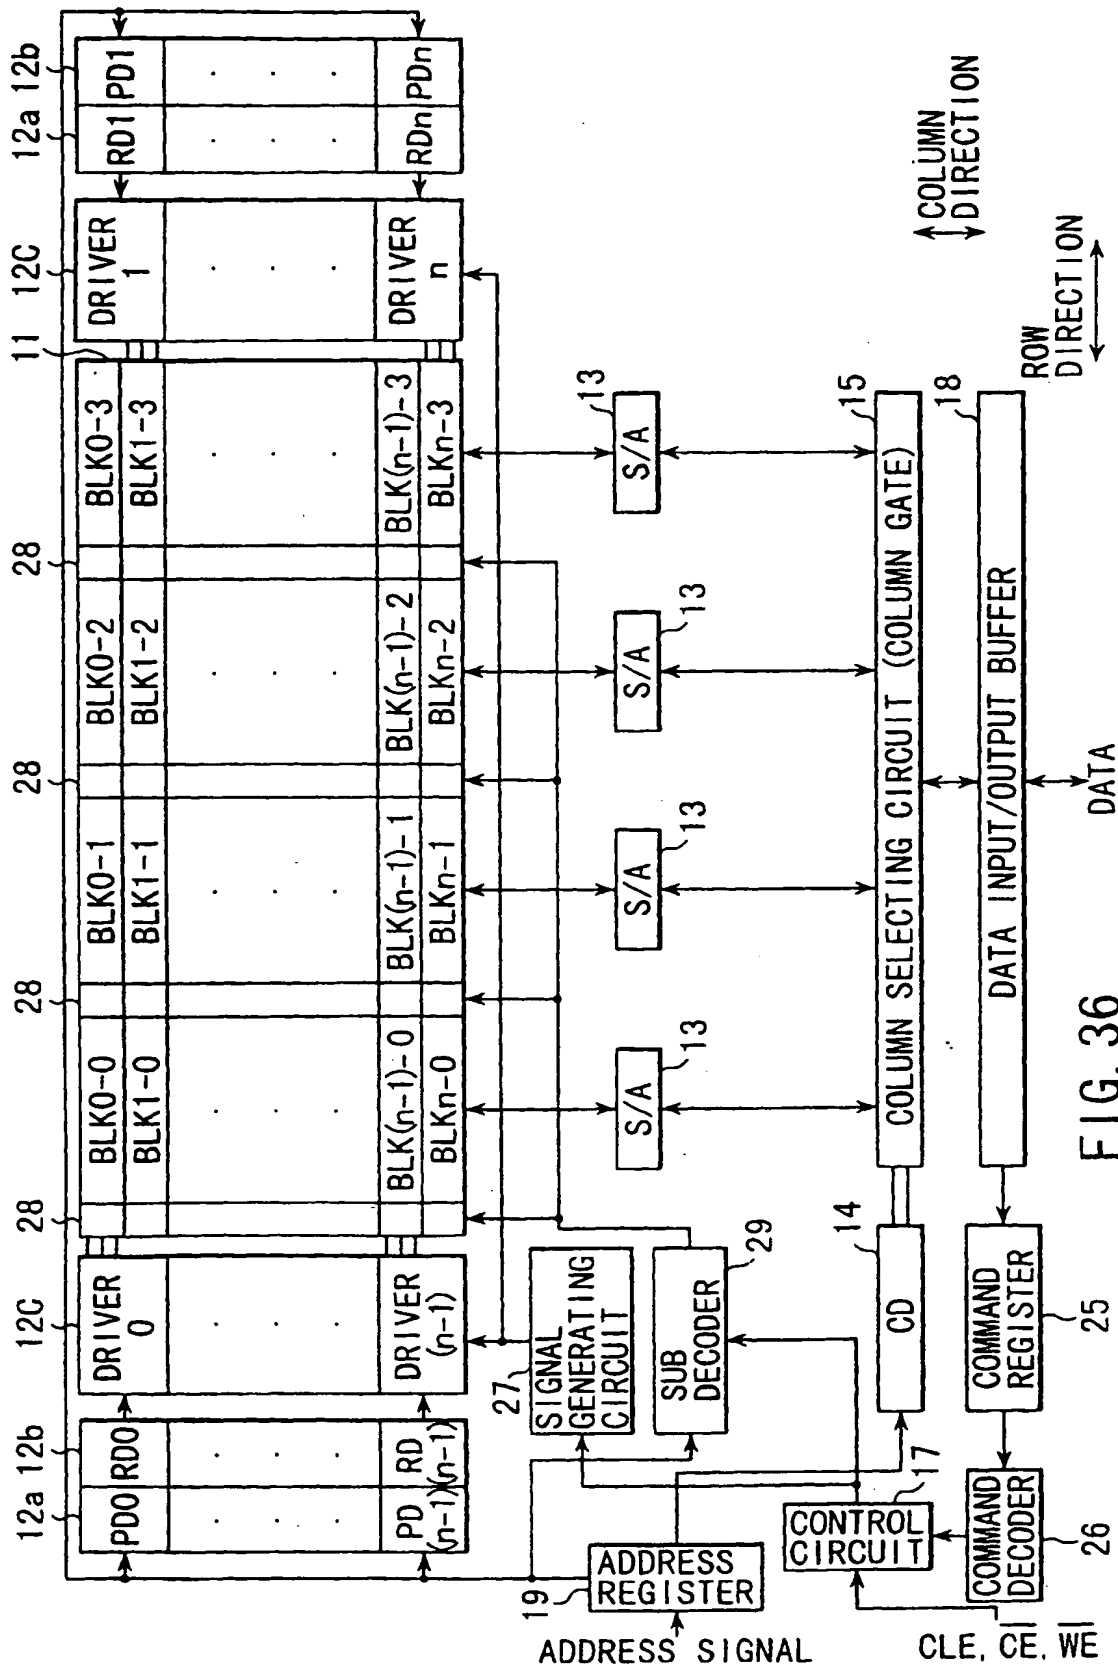 12a 12b 12C 28 28 28 28 11 12C 12a 12b
PD0 RD0 DRIVER 0 BLK0-0 BLK0-1 BLK0-2 BLK0-3 DRIVER 1 RD1 PD1
BLK1-0 BLK1-1 BLK1-2 BLK1-3
PD (n-1) RD (n-1) DRIVER (n-1) BLK(n-1)-0 BLK(n-1)-1 BLK(n-1)-2 BLK(n-1)-3 DRIVER n RDn PDn
BLKn-0 BLKn-1 BLKn-2 BLKn-3
27
SIGNAL
GENERATING
CIRCUIT
S/A 13 S/A 13 S/A 13 S/A 13
19
ADDRESS
REGISTER
SUB
DECODER
29
ADDRESS SIGNAL
CONTROL
CIRCUIT
17
CD
14
COLUMN SELECTING CIRCUIT (COLUMN GATE)
15
COLUMN
DIRECTION
COMMAND
DECODER
26
COMMAND
REGISTER
25
DATA INPUT/OUTPUT BUFFER
18
ROW
DIRECTION
CLE, C̅E̅, W̅E̅
DATA
FIG. 36